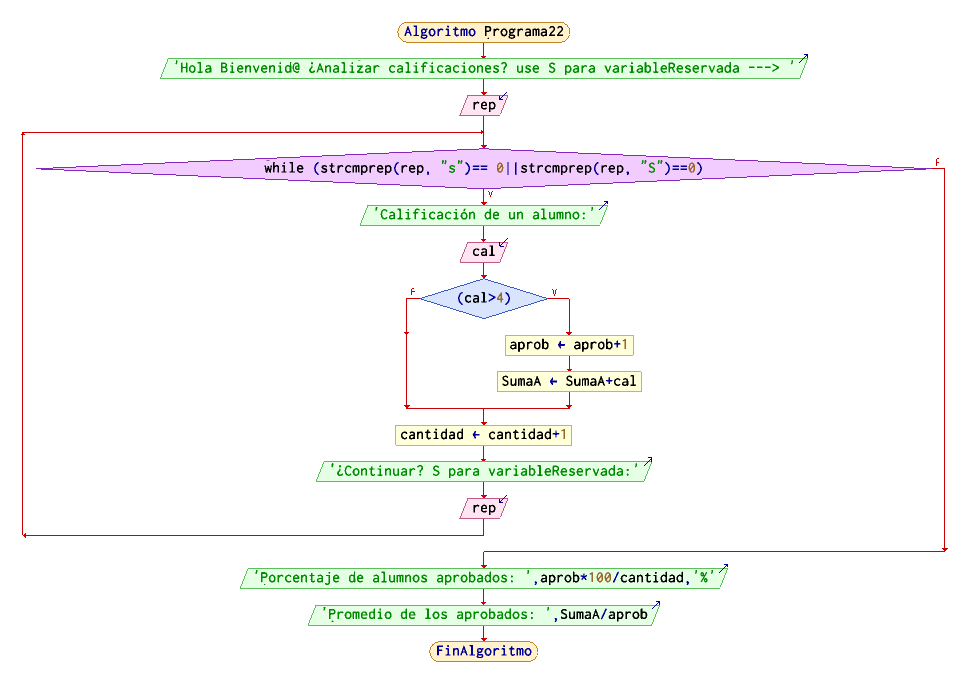 Algoritmo Programa22
'Hola Bienvenid@ ¿Analizar calificaciones? use S para variableReservada ---> '
rep
while (strcmprep(rep, "s")== 0||strcmprep(rep, "S")==0)
F
V
'Calificación de un alumno:'
cal
F
(cal>4)
V
aprob ← aprob+1
SumaA ← SumaA+cal
cantidad ← cantidad+1
'¿Continuar? S para variableReservada:'
rep
'Porcentaje de alumnos aprobados: ',aprob*100/cantidad,'%'
'Promedio de los aprobados: ',SumaA/aprob
FinAlgoritmo